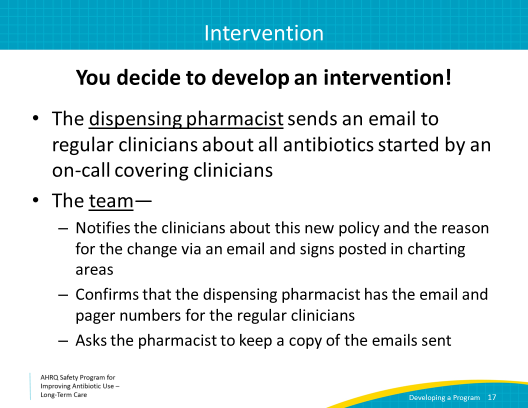 Intervention
You decide to develop an intervention!
• The dispensing pharmacist sends an email to
regular clinicians about all antibiotics started by an
on-call covering clinicians
• The team—
– Notifies the clinicians about this new policy and the reason
for the change via an email and signs posted in charting
areas
– Confirms that the dispensing pharmacist has the email and
pager numbers for the regular clinicians
– Asks the pharmacist to keep a copy of the emails sent
AHRQ Safety Program for
Improving Antibiotic Use –
Long-Term Care
Developing a Program 17